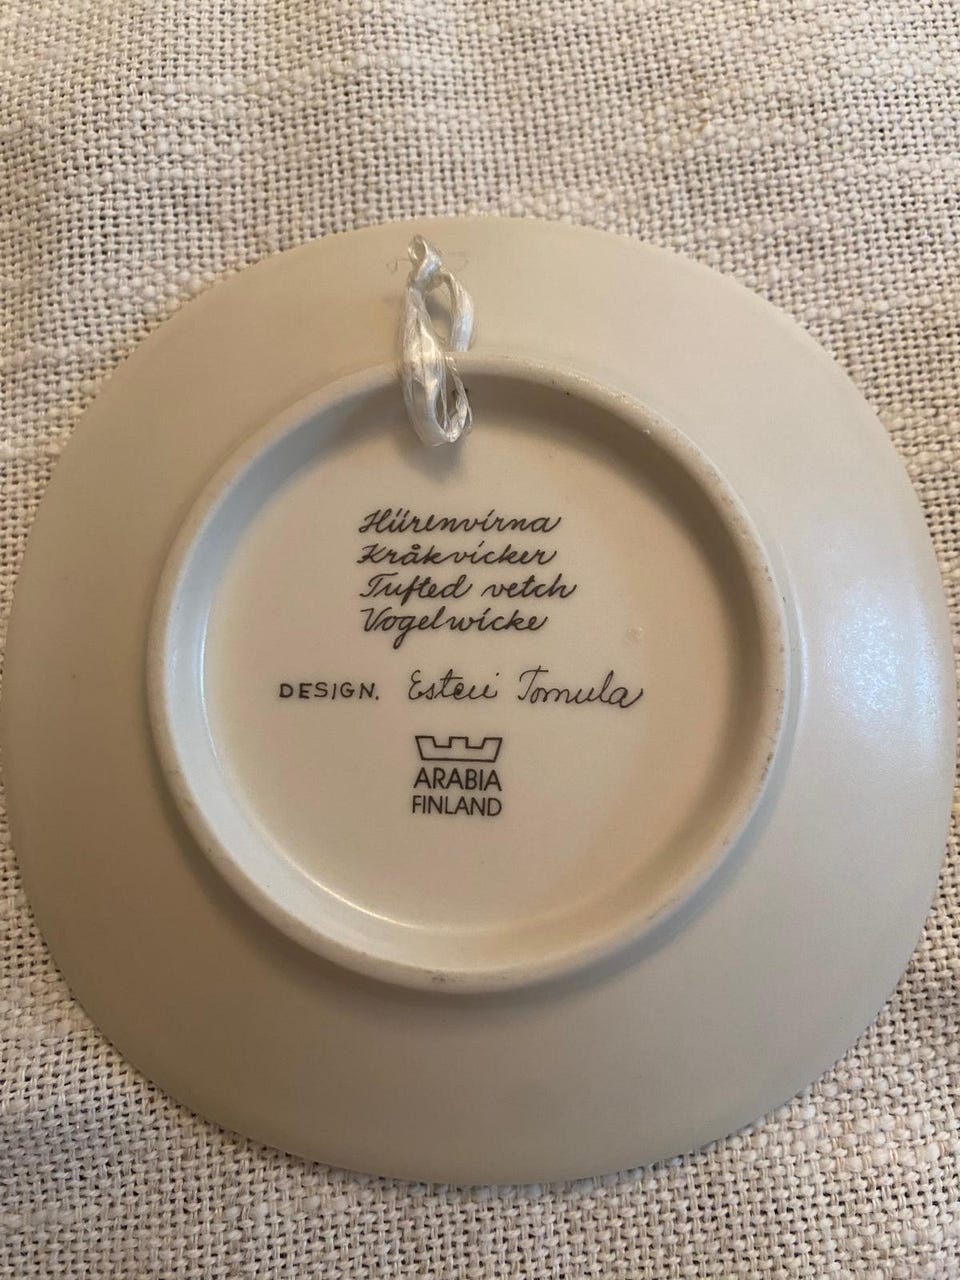 Hiirenvirna
Kråkvicker
Tufted vetch
Vogelwicke
DESIGN. Esteri Tomula
ARABIA
FINLAND